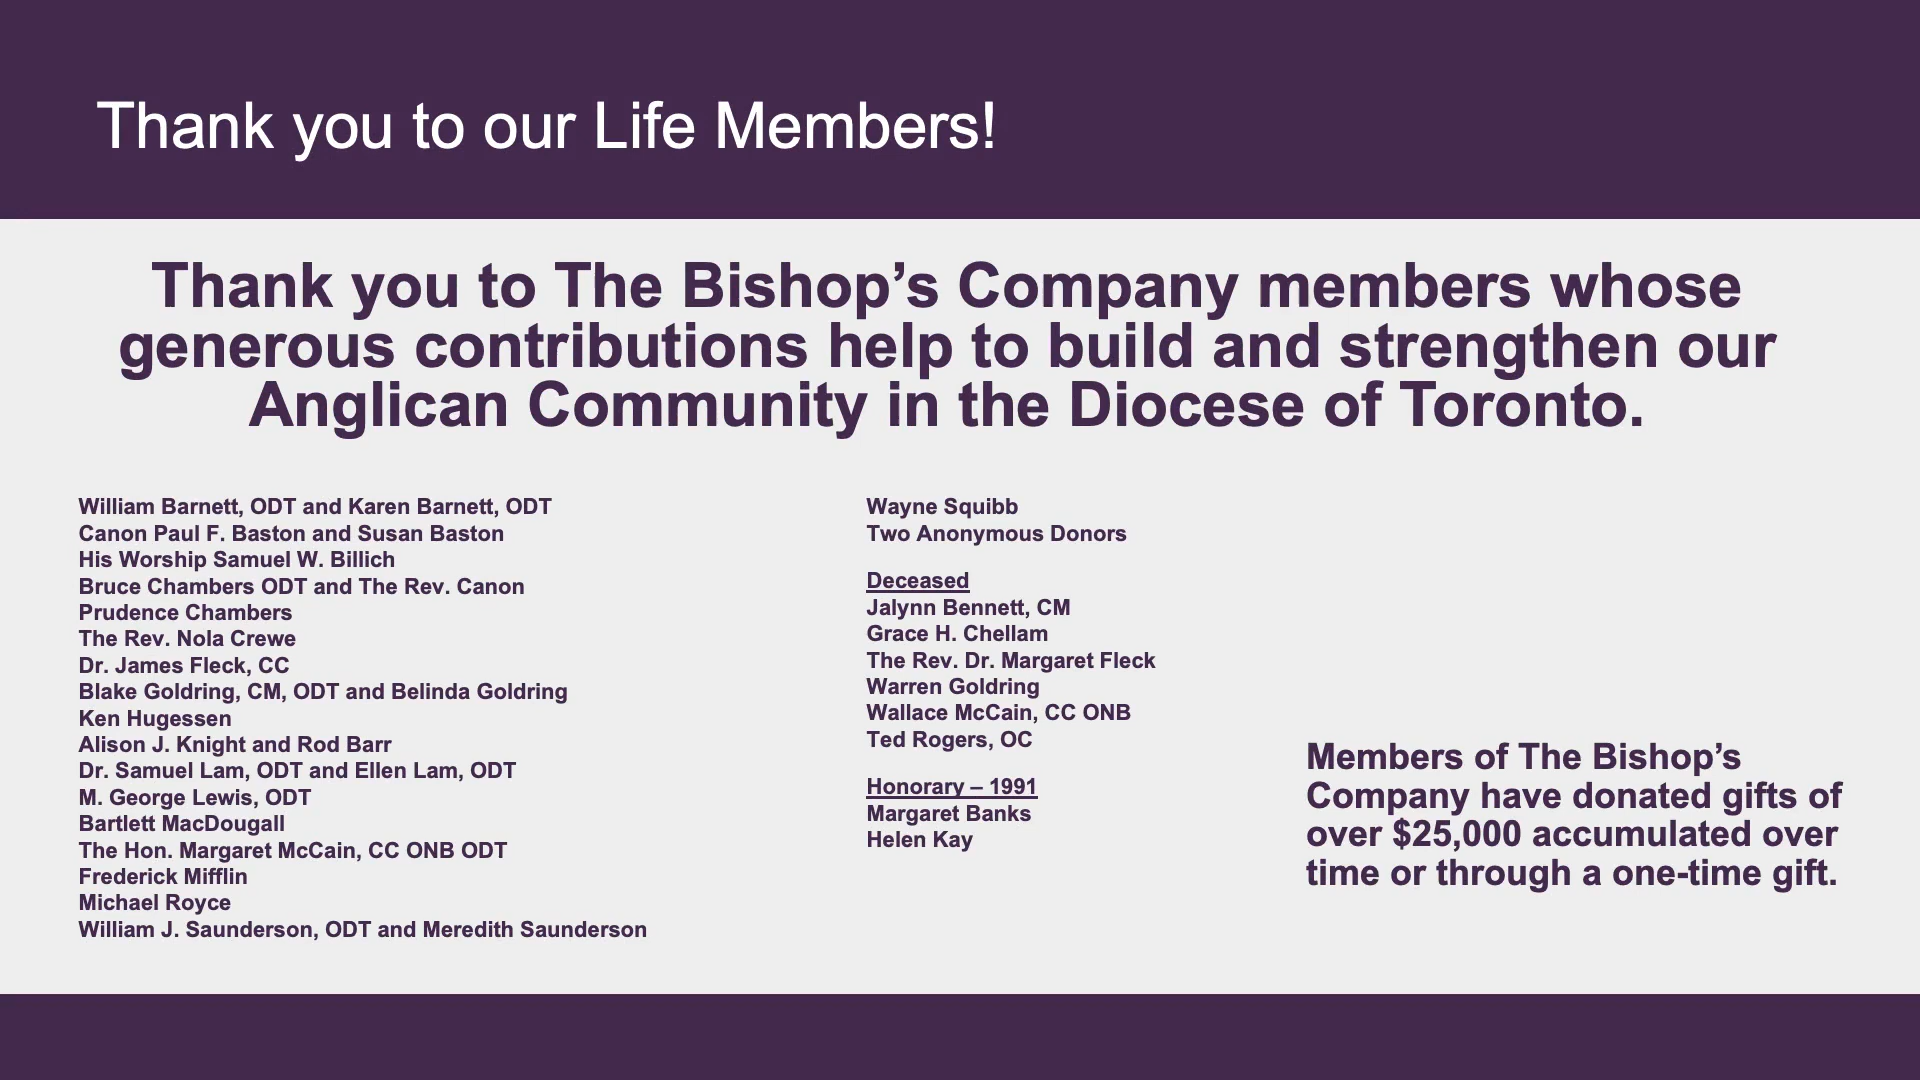 Thank you to our Life Members!
Thank you to The Bishop’s Company members whose
generous contributions help to build and strengthen our
Anglican Community in the Diocese of Toronto.
William Barnett, ODT and Karen Barnett, ODT
Canon Paul F. Baston and Susan Baston
His Worship Samuel W. Billich
Bruce Chambers ODT and The Rev. Canon
Prudence Chambers
The Rev. Nola Crewe
Dr. James Fleck, CC
Blake Goldring, CM, ODT and Belinda Goldring
Ken Hugessen
Alison J. Knight and Rod Barr
Dr. Samuel Lam, ODT and Ellen Lam, ODT
M. George Lewis, ODT
Bartlett MacDougall
The Hon. Margaret McCain, CC ONB ODT
Frederick Mifflin
Michael Royce
William J. Saunderson, ODT and Meredith Saunderson
Wayne Squibb
Two Anonymous Donors
Deceased
Jalynn Bennett, CM
Grace H. Chellam
The Rev. Dr. Margaret Fleck
Warren Goldring
Wallace McCain, CC ONB
Ted Rogers, OC
Honorary – 1991
Margaret Banks
Helen Kay
Members of The Bishop’s
Company have donated gifts of
over $25,000 accumulated over
time or through a one-time gift.